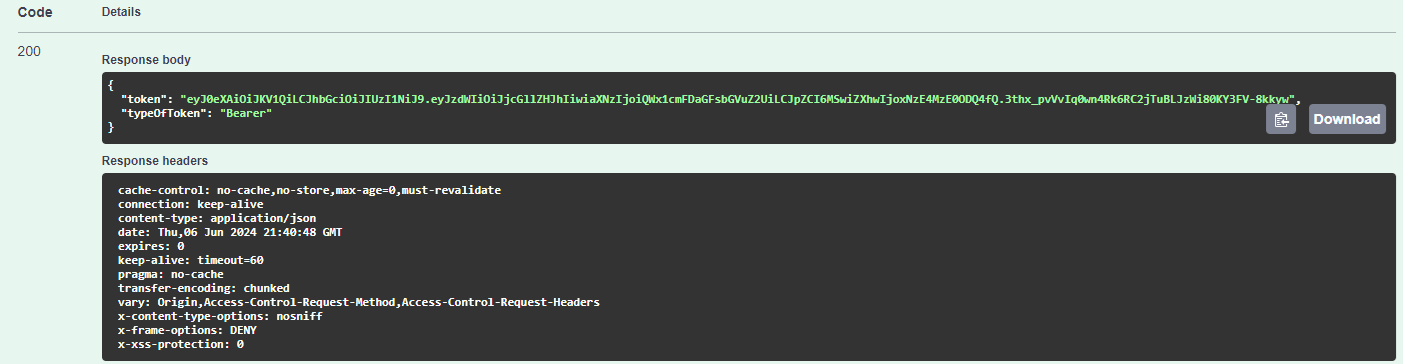 Code Details
200
Response body
{
"token": "eyJ0eXAiOiJKV1QiLCJhbGciOiJIUzI1NiJ9.eyJzdWIiOiJjcGllZHJhIiwiaXNzIjoiQWx1cmFDaGFsbGVuZ2UiLCJpZCI6MSwiZXhwIjoxNzE4MzE0ODQ4fQ.3thx_pvVvIq0wn4Rk6RC2jTuBLJzWi80KY3FV-8kkyw",
"typeOfToken": "Bearer"
}
Download
Response headers
cache-control: no-cache,no-store,max-age=0,must-revalidate
connection: keep-alive
content-type: application/json
date: Thu,06 Jun 2024 21:40:48 GMT
expires: 0
keep-alive: timeout=60
pragma: no-cache
transfer-encoding: chunked
vary: Origin,Access-Control-Request-Method,Access-Control-Request-Headers
x-content-type-options: nosniff
x-frame-options: DENY
x-xss-protection: 0